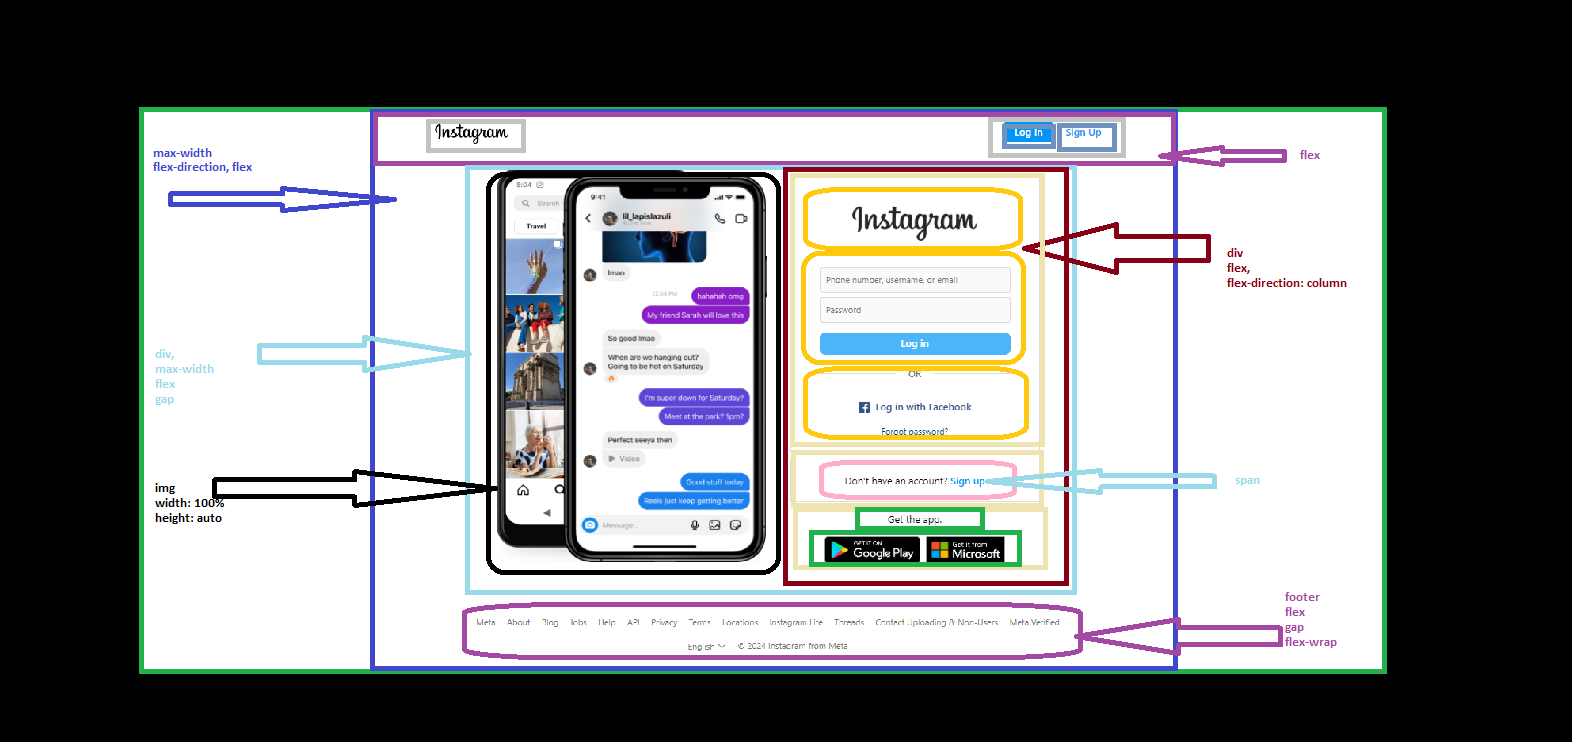 Instagram
Log In
Sign Up
max-width
flex-direction, flex
flex
8:04
Search
Travel
9:41
lil_lapislazuli
lmao
12:34 PM
hahahah omg
My friend Sarah will love this
So good lmao
When are we hanging out?
Going to be hot on Saturday
I'm super down for Saturday?
Meet at the park? 1pm?
Perfect seeya then
Video
Good stuff today
Reels just keep getting better
Message...
Instagram
Phone number, username, or email
Password
Log in
OR
Log in with Facebook
Forgot password?
Don't have an account? Sign up
Get the app.
GET IT ON
Google Play
Get it from
Microsoft
div
flex,
flex-direction: column
div,
max-width
flex
gap
img
width: 100%
height: auto
span
footer
flex
gap
flex-wrap
Meta About Blog Jobs Help API Privacy Terms Locations Instagram Lite Threads Contact Uploading & Non-Users Meta Verified
English © 2024 Instagram from Meta